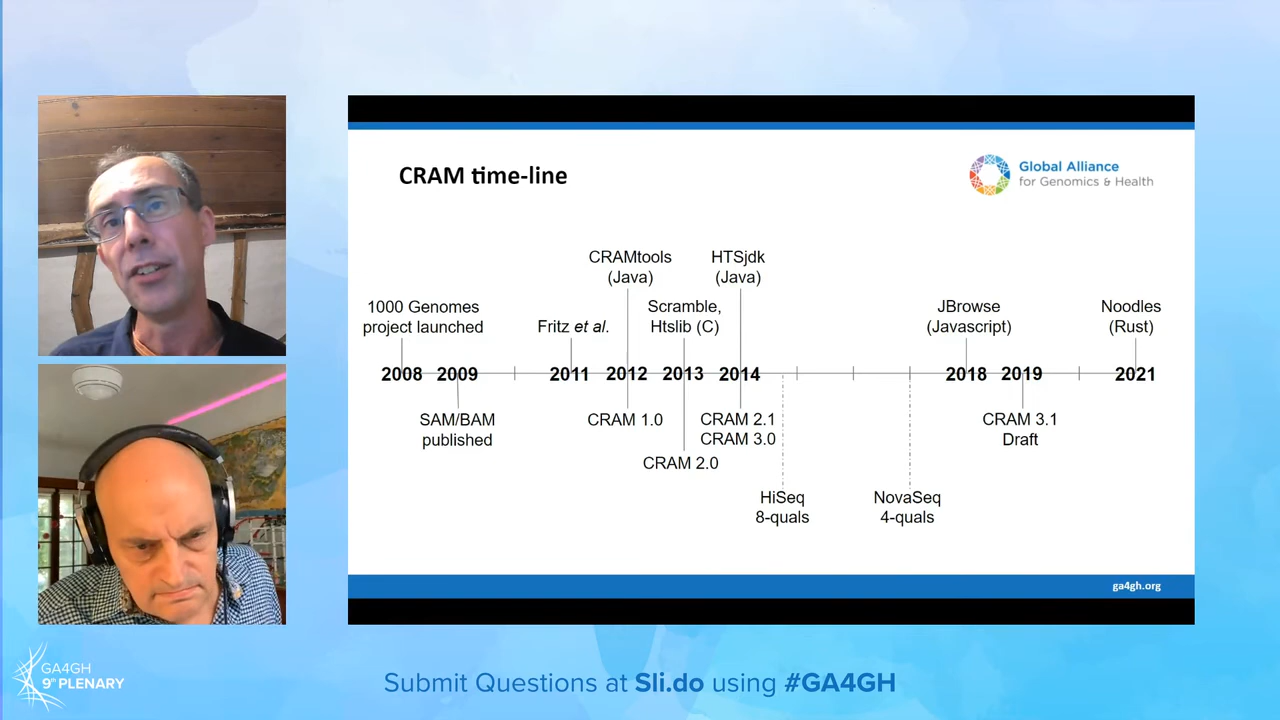 CRAM time-line
Global Alliance
for Genomics & Health
CRAMtools
(Java)
HTSjdk
(Java)
1000 Genomes
project launched
Fritz et al.
Scramble,
Htslib (C)
JBrowse
(Javascript)
Noodles
(Rust)
2008 2009 2011 2012 2013 2014 2018 2019 2021
SAM/BAM
published
CRAM 1.0
CRAM 2.0
CRAM 2.1
CRAM 3.0
CRAM 3.1
Draft
HiSeq
8-quals
NovaSeq
4-quals
ga4gh.org
GA4GH
9th PLENARY
Submit Questions at Sli.do using #GA4GH